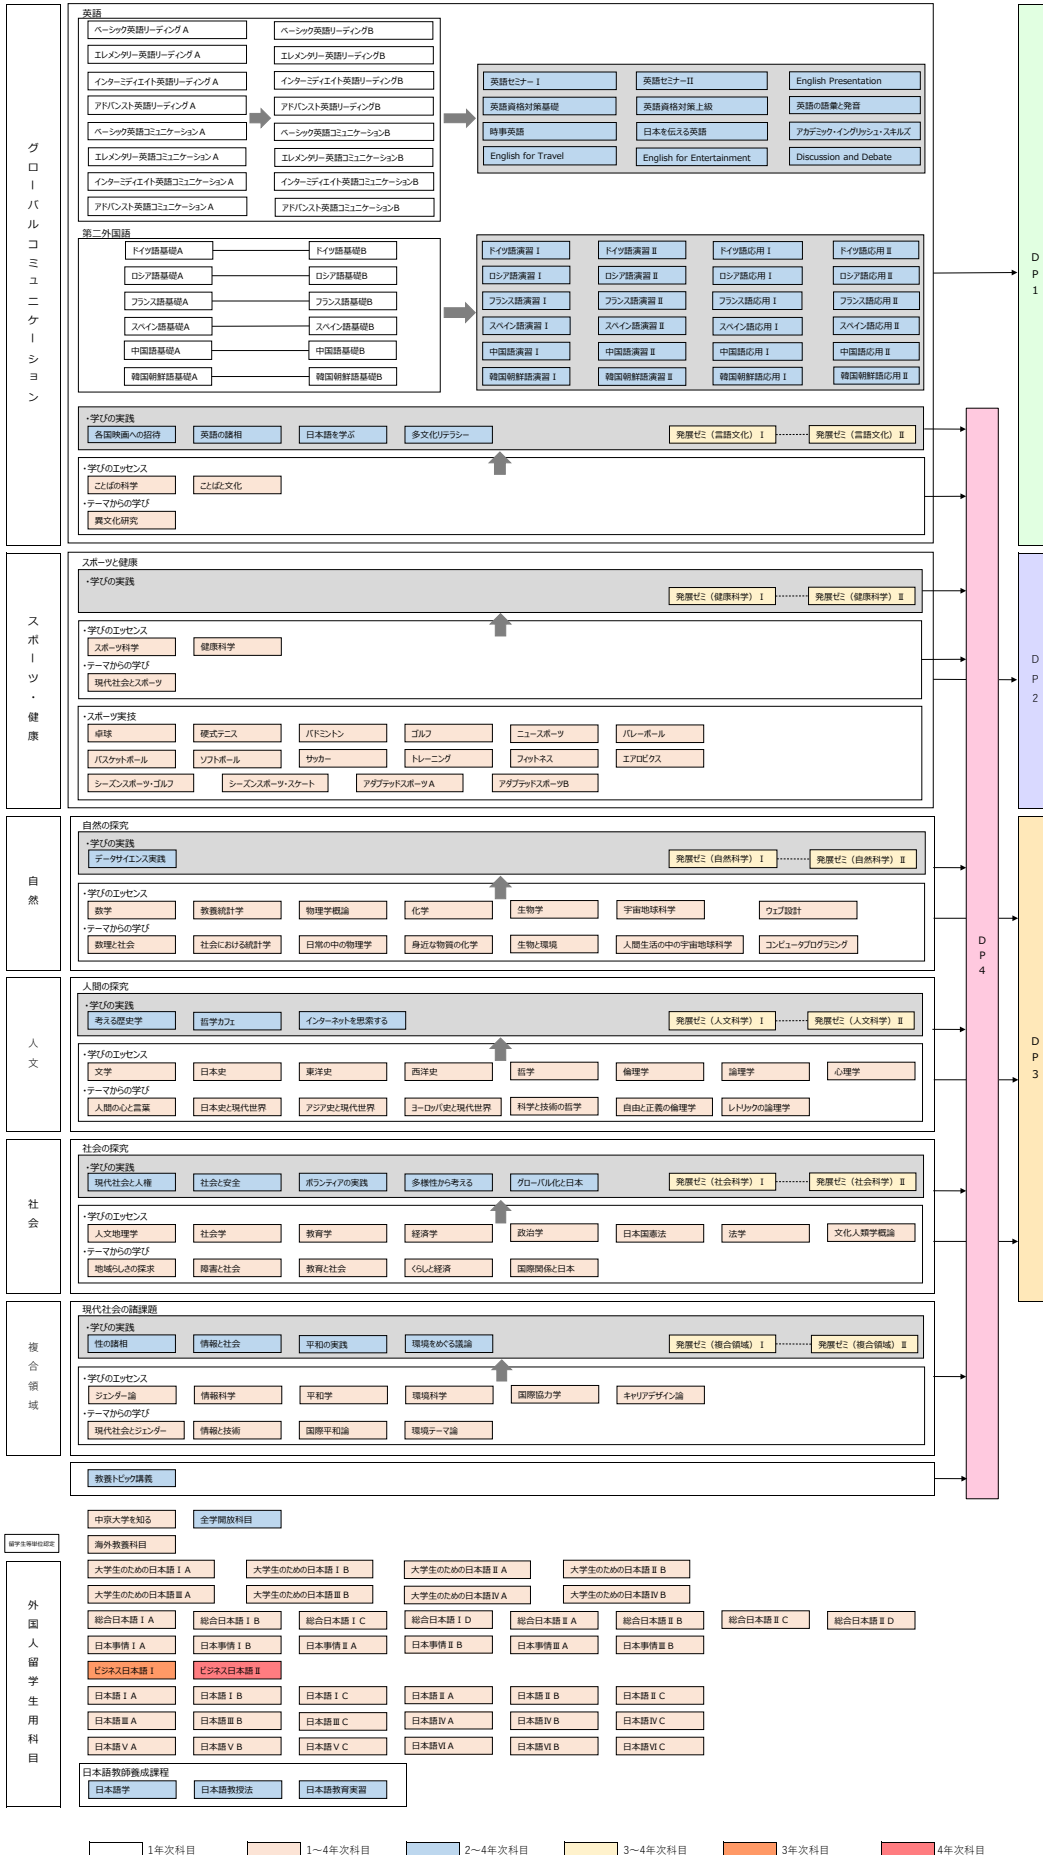 グローバルコミュニケーション
英語
ベーシック英語リーディングA ベーシック英語リーディングB
エレメンタリー英語リーディングA エレメンタリー英語リーディングB
インターミディエイト英語リーディングA インターミディエイト英語リーディングB
アドバンスト英語リーディングA アドバンスト英語リーディングB
ベーシック英語コミュニケーションA ベーシック英語コミュニケーションB
エレメンタリー英語コミュニケーションA エレメンタリー英語コミュニケーションB
インターミディエイト英語コミュニケーションA インターミディエイト英語コミュニケーションB
アドバンスト英語コミュニケーションA アドバンスト英語コミュニケーションB
英語セミナーⅠ 英語セミナーII English Presentation
英語資格対策基礎 英語資格対策上級 英語の語彙と発音
時事英語 日本を伝える英語 アカデミック・イングリッシュ・スキルズ
English for Travel English for Entertainment Discussion and Debate
第二外国語
ドイツ語基礎A ドイツ語基礎B ドイツ語演習Ⅰ ドイツ語演習Ⅱ ドイツ語応用Ⅰ ドイツ語応用Ⅱ
ロシア語基礎A ロシア語基礎B ロシア語演習Ⅰ ロシア語演習Ⅱ ロシア語応用Ⅰ ロシア語応用Ⅱ
フランス語基礎A フランス語基礎B フランス語演習Ⅰ フランス語演習Ⅱ フランス語応用Ⅰ フランス語応用Ⅱ
スペイン語基礎A スペイン語基礎B スペイン語演習Ⅰ スペイン語演習Ⅱ スペイン語応用Ⅰ スペイン語応用Ⅱ
中国語基礎A 中国語基礎B 中国語演習Ⅰ 中国語演習Ⅱ 中国語応用Ⅰ 中国語応用Ⅱ
韓国朝鮮語基礎A 韓国朝鮮語基礎B 韓国朝鮮語演習Ⅰ 韓国朝鮮語演習Ⅱ 韓国朝鮮語応用Ⅰ 韓国朝鮮語応用Ⅱ
DP1
・学びの実践
各国映画への招待 英語の諸相 日本語を学ぶ 多文化リテラシー 発展ゼミ（言語文化）Ⅰ 発展ゼミ（言語文化）Ⅱ
・学びのエッセンス
ことばの科学 ことばと文化
・テーマからの学び
異文化研究
スポーツ・健康
スポーツと健康
・学びの実践
発展ゼミ（健康科学）Ⅰ 発展ゼミ（健康科学）Ⅱ
・学びのエッセンス
スポーツ科学 健康科学
・テーマからの学び
現代社会とスポーツ
DP2
・スポーツ実技
卓球 硬式テニス バドミントン ゴルフ ニュースポーツ バレーボール
バスケットボール ソフトボール サッカー トレーニング フィットネス エアロビクス
シーズンスポーツ・ゴルフ シーズンスポーツ・スケート アダプテッドスポーツA アダプテッドスポーツB
自然
自然の探究
・学びの実践
データサイエンス実践 発展ゼミ（自然科学）Ⅰ 発展ゼミ（自然科学）Ⅱ
・学びのエッセンス
数学 教養統計学 物理学概論 化学 生物学 宇宙地球科学 ウェブ設計
・テーマからの学び
数理と社会 社会における統計学 日常の中の物理学 身近な物質の化学 生物と環境 人間生活の中の宇宙地球科学 コンピュータプログラミング
DP4
人文
人間の探究
・学びの実践
考える歴史学 哲学カフェ インターネットを思索する 発展ゼミ（人文科学）Ⅰ 発展ゼミ（人文科学）Ⅱ
・学びのエッセンス
文学 日本史 東洋史 西洋史 哲学 倫理学 論理学 心理学
・テーマからの学び
人間の心と言葉 日本史と現代世界 アジア史と現代世界 ヨーロッパ史と現代世界 科学と技術の哲学 自由と正義の倫理学 レトリックの論理学
DP3
社会
社会の探究
・学びの実践
現代社会と人権 社会と安全 ボランティアの実践 多様性から考える グローバル化と日本 発展ゼミ（社会科学）Ⅰ 発展ゼミ（社会科学）Ⅱ
・学びのエッセンス
人文地理学 社会学 教育学 経済学 政治学 日本国憲法 法学 文化人類学概論
・テーマからの学び
地域らしさの探求 障害と社会 教育と社会 くらしと経済 国際関係と日本
複合領域
現代社会の諸課題
・学びの実践
性の諸相 情報と社会 平和の実践 環境をめぐる議論 発展ゼミ（複合領域）Ⅰ 発展ゼミ（複合領域）Ⅱ
・学びのエッセンス
ジェンダー論 情報科学 平和学 環境科学 国際協力学 キャリアデザイン論
・テーマからの学び
現代社会とジェンダー 情報と技術 国際平和論 環境テーマ論
教養トピック講義
中京大学を知る 全学開放科目
留学生等単位認定
海外教養科目
外国人留学生用科目
大学生のための日本語ⅠA 大学生のための日本語ⅠB 大学生のための日本語ⅡA 大学生のための日本語ⅡB
大学生のための日本語ⅢA 大学生のための日本語ⅢB 大学生のための日本語ⅣA 大学生のための日本語ⅣB
総合日本語ⅠA 総合日本語ⅠB 総合日本語ⅠC 総合日本語ⅠD 総合日本語ⅡA 総合日本語ⅡB 総合日本語ⅡC 総合日本語ⅡD
日本事情ⅠA 日本事情ⅠB 日本事情ⅡA 日本事情ⅡB 日本事情ⅢA 日本事情ⅢB
ビジネス日本語Ⅰ ビジネス日本語Ⅱ
日本語ⅠA 日本語ⅠB 日本語ⅠC 日本語ⅡA 日本語ⅡB 日本語ⅡC
日本語ⅢA 日本語ⅢB 日本語ⅢC 日本語ⅣA 日本語ⅣB 日本語ⅣC
日本語ⅤA 日本語ⅤB 日本語ⅤC 日本語ⅥA 日本語ⅥB 日本語ⅥC
日本語教師養成課程
日本語学 日本語教授法 日本語教育実習
1年次科目 1～4年次科目 2～4年次科目 3～4年次科目 3年次科目 4年次科目